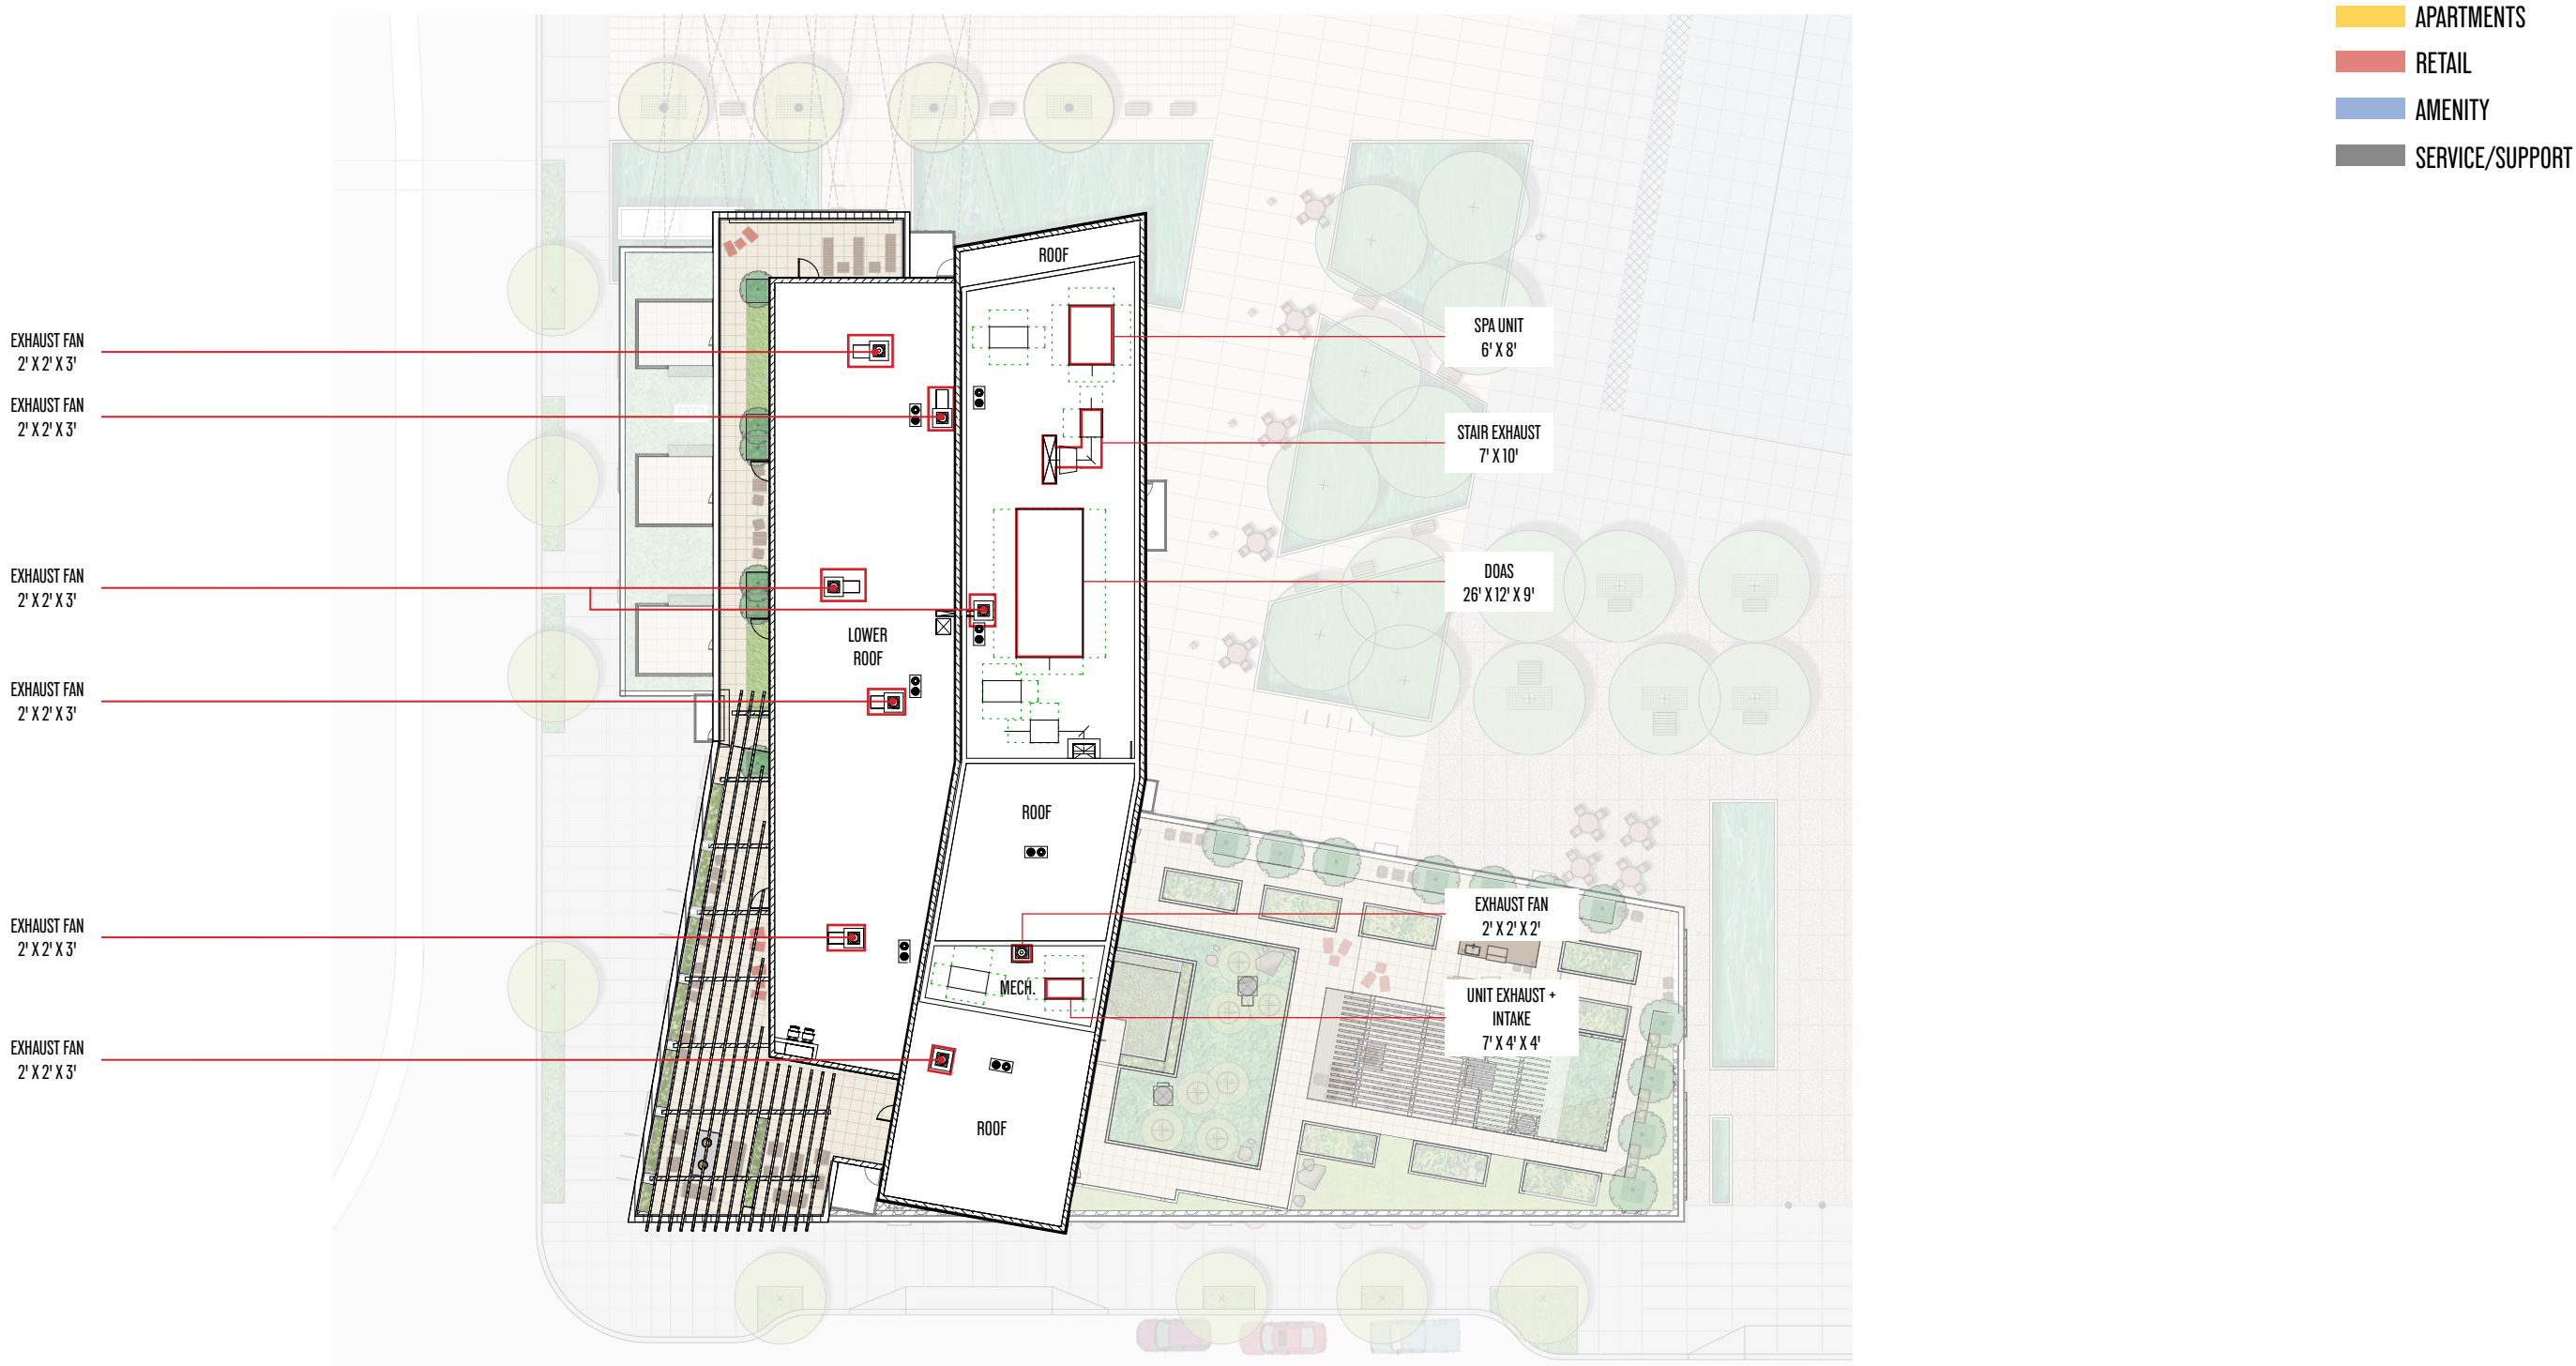 APARTMENTS
RETAIL
AMENITY
SERVICE/SUPPORT
EXHAUST FAN
2' X 2' X 3'
EXHAUST FAN
2' X 2' X 3'
EXHAUST FAN
2' X 2' X 3'
EXHAUST FAN
2' X 2' X 3'
EXHAUST FAN
2' X 2' X 3'
EXHAUST FAN
2' X 2' X 3'
ROOF
LOWER
ROOF
ROOF
MECH.
ROOF
SPA UNIT
6' X 8'
STAIR EXHAUST
7' X 10'
DOAS
26' X 12' X 9'
EXHAUST FAN
2' X 2' X 2'
UNIT EXHAUST +
INTAKE
7' X 4' X 4'